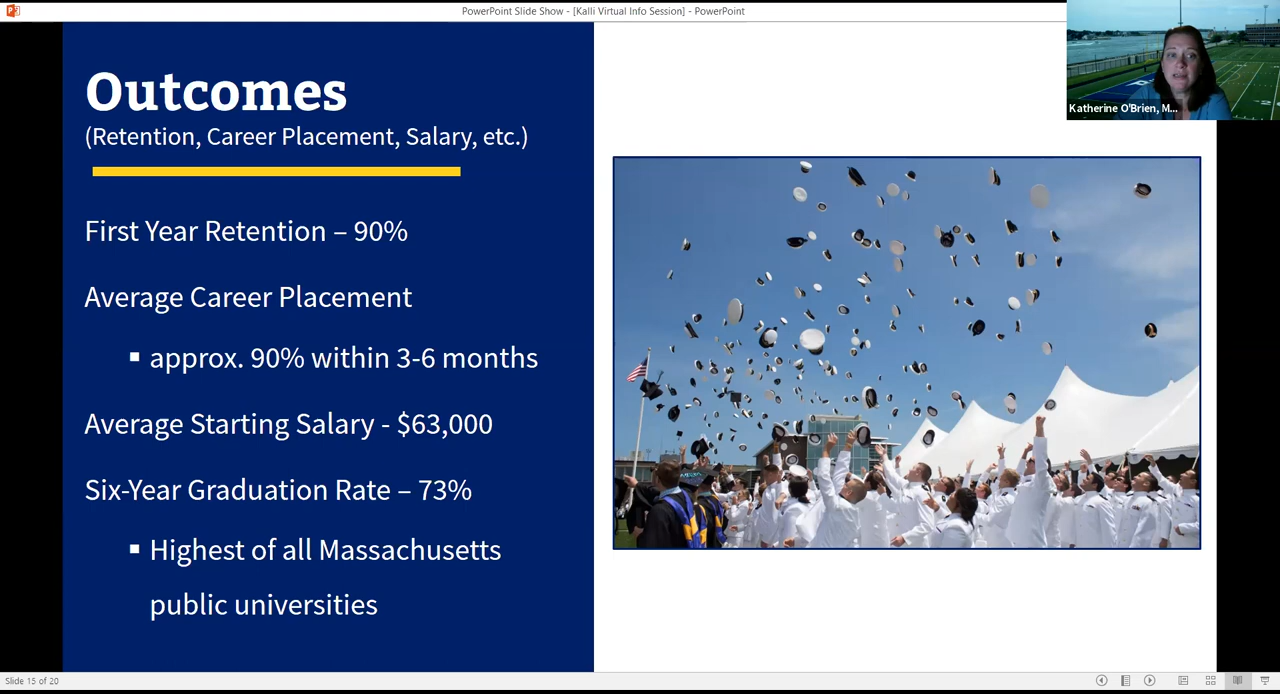 PowerPoint Slide Show - [Kalli Virtual Info Session] - PowerPoint
Katherine O'Brien, M...
Outcomes
(Retention, Career Placement, Salary, etc.)
First Year Retention – 90%
Average Career Placement
▪ approx. 90% within 3-6 months
Average Starting Salary - $63,000
Six-Year Graduation Rate – 73%
▪ Highest of all Massachusetts
public universities
Slide 15 of 20